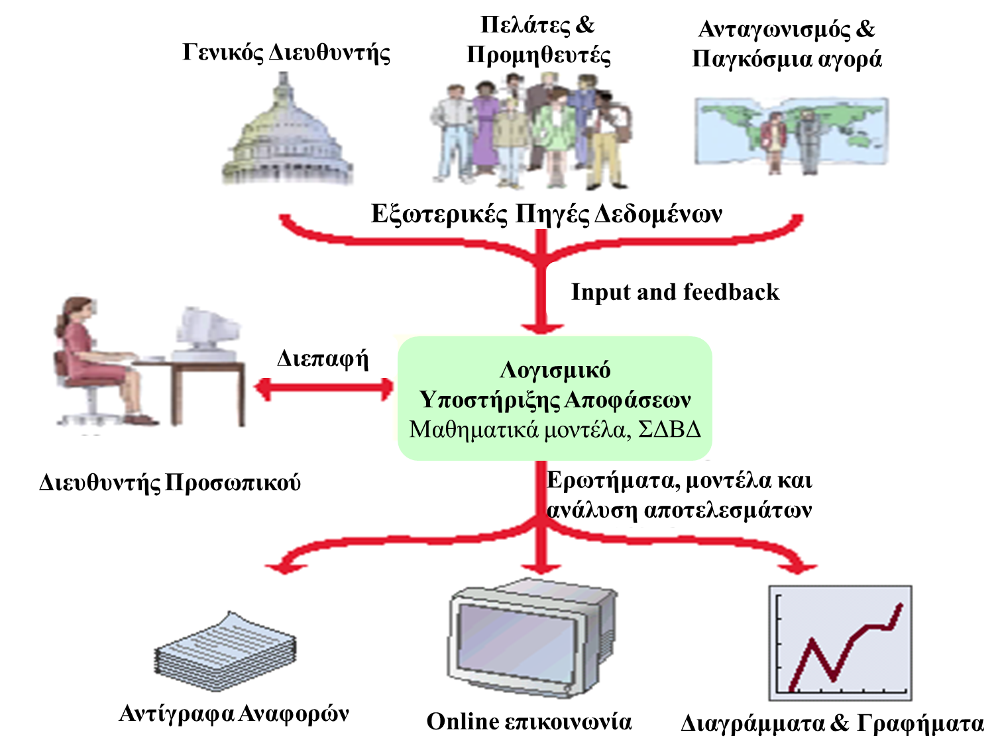 Γενικός Διευθυντής
Πελάτες &
Προμηθευτές
Ανταγωνισμός &
Παγκόσμια αγορά
Εξωτερικές Πηγές Δεδομένων
Input and feedback
Διεπαφή
Λογισμικό
Υποστήριξης Αποφάσεων
Μαθηματικά μοντέλα, ΣΔΒΔ
Διευθυντής Προσωπικού
Ερωτήματα, μοντέλα και
ανάλυση αποτελεσμάτων
Αντίγραφα Αναφορών
Online επικοινωνία
Διαγράμματα & Γραφήματα